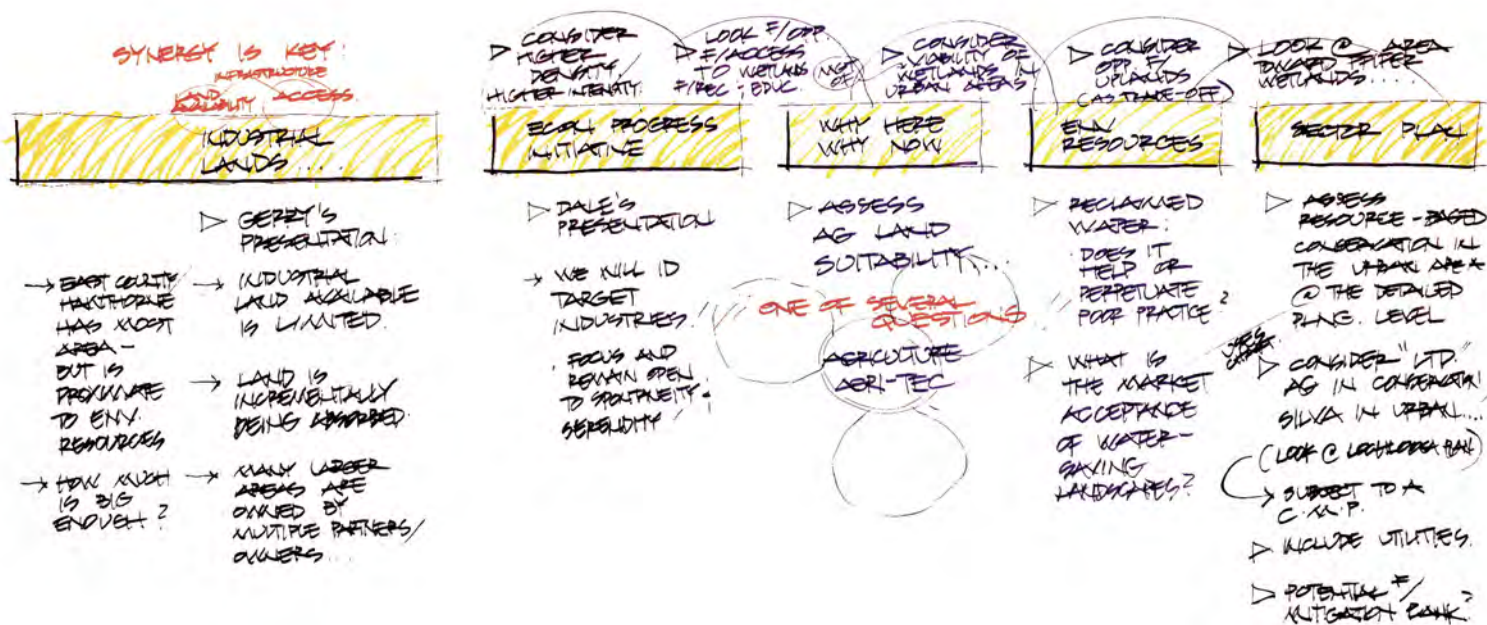 SYNERGY IS KEY:
INFRASTRUCTURE
LAND
AVAILABILITY ACCESS
INDUSTRIAL
LANDS....
▷ GERRY'S
PRESENTATION:
→ EAST COUNTY/
HAWTHORNE
HAS MOST
AREA -
BUT IS
PROXIMATE
TO ENV.
RESOURCES
→ HOW MUCH
IS BIG
ENOUGH?
→ INDUSTRIAL
LAND AVAILABLE
IS LIMITED.
→ LAND IS
INCREMENTALLY
BEING ABSORBED.
→ MANY LARGER
AREAS ARE
OWNED BY
MULTIPLE PARTNERS/
OWNERS...
▷ CONSIDER
HIGHER
DENSITY/
HIGHER INTENSITY.
▷ LOOK F/OPP.
F/ACCESS
TO WETLANDS
F/REC; EDUC.
ECON PROGRESS
INITIATIVE
▷ DALE'S
PRESENTATION
→ WE WILL ID
TARGET
INDUSTRIES.
FOCUS AND
REMAIN OPEN
TO SPONTANEITY &
SERENDITY!
▷ CONSIDER
VIABILITY OF
WETLANDS IN
URBAN AREAS
WHY HERE
WHY NOW
▷ ASSESS
AG LAND
SUITABILITY...
"ONE OF SEVERAL
QUESTIONS"
AGRICULTURE
AGRI-TEC
▷ CONSIDER
OPP F/
UPLANDS
(AS TRADE-OFF)
ENV
RESOURCES
▷ RECLAIMED
WATER:
DOES IT
HELP OR
PERPETUATE
POOR PRACTICE?
▷ WHAT IS
THE MARKET
ACCEPTANCE
OF WATER-
SAVING
LANDSCAPES?
▷ LOOK @ AREA
TOWARD PFIFER
WETLANDS....
SECTOR PLAN
▷ ASSESS
RESOURCE-BASED
CONSERVATION IN
THE URBAN AREA
@ THE DETAILED
PLNG. LEVEL
▷ CONSIDER "LTD."
AG IN CONSERVATION
SILVA IN URBAN....
(LOOK @ LOCHLOOSA PLAN)
→ SUBJECT TO A
C.M.P.
▷ INCLUDE UTILITIES.
▷ POTENTIAL F/
MITIGATION BANK?